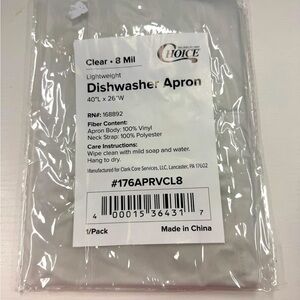 Clear • 8 Mil
CHOICE
Lightweight
Dishwasher Apron
40"L x 26"W
RN#: 168892
Fiber Content:
Apron Body: 100% Vinyl
Neck Strap: 100% Polyester
Care Instructions:
Wipe clean with mild soap and water.
Hang to dry.
Manufactured for Clark Core Services, LLC, Lancaster, PA 17602
#176APRVCL8
4 00015 36431 7
1/Pack Made in China